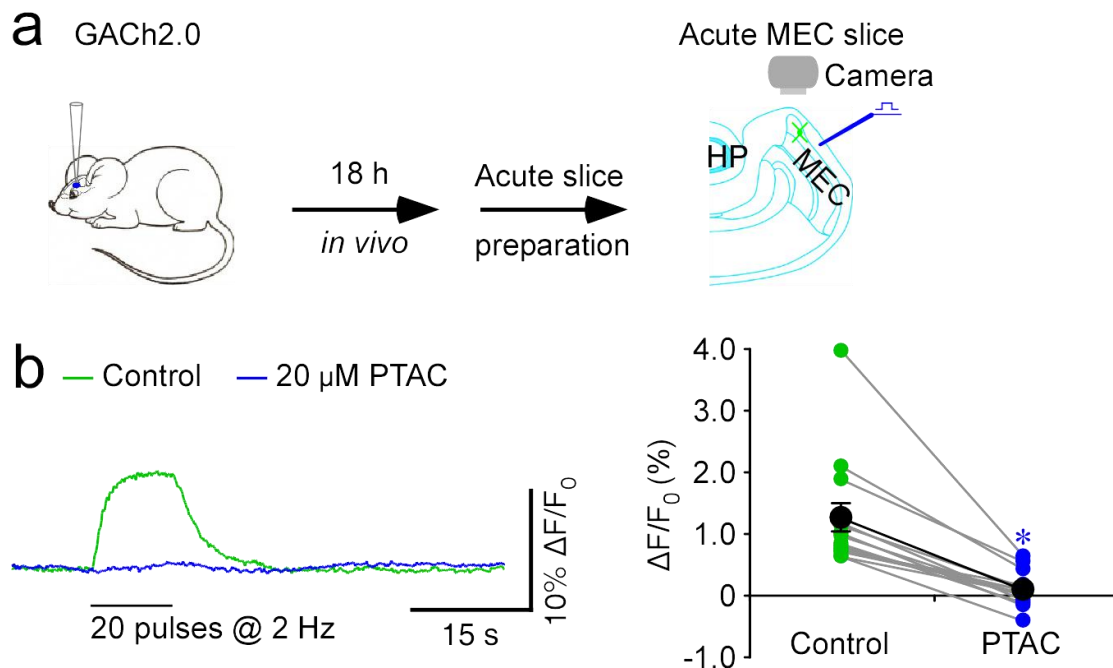 a
GACh2.0
Acute MEC slice
Camera
HP
MEC
18 h
in vivo
Acute slice
preparation
b
Control
20 µM PTAC
10% ΔF/F0
20 pulses @ 2 Hz
15 s
ΔF/F0 (%)
4.0
3.0
2.0
1.0
0
-1.0
*
Control
PTAC